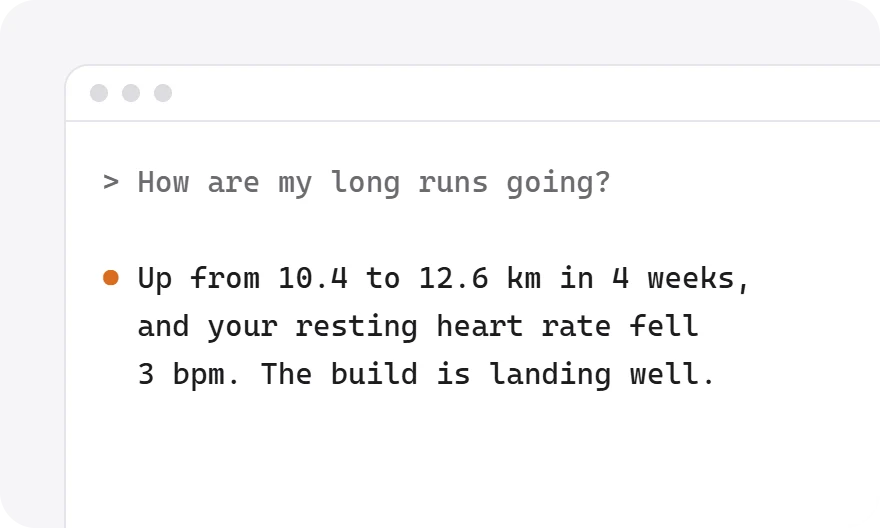 > How are my long runs going?
Up from 10.4 to 12.6 km in 4 weeks,
and your resting heart rate fell
3 bpm. The build is landing well.